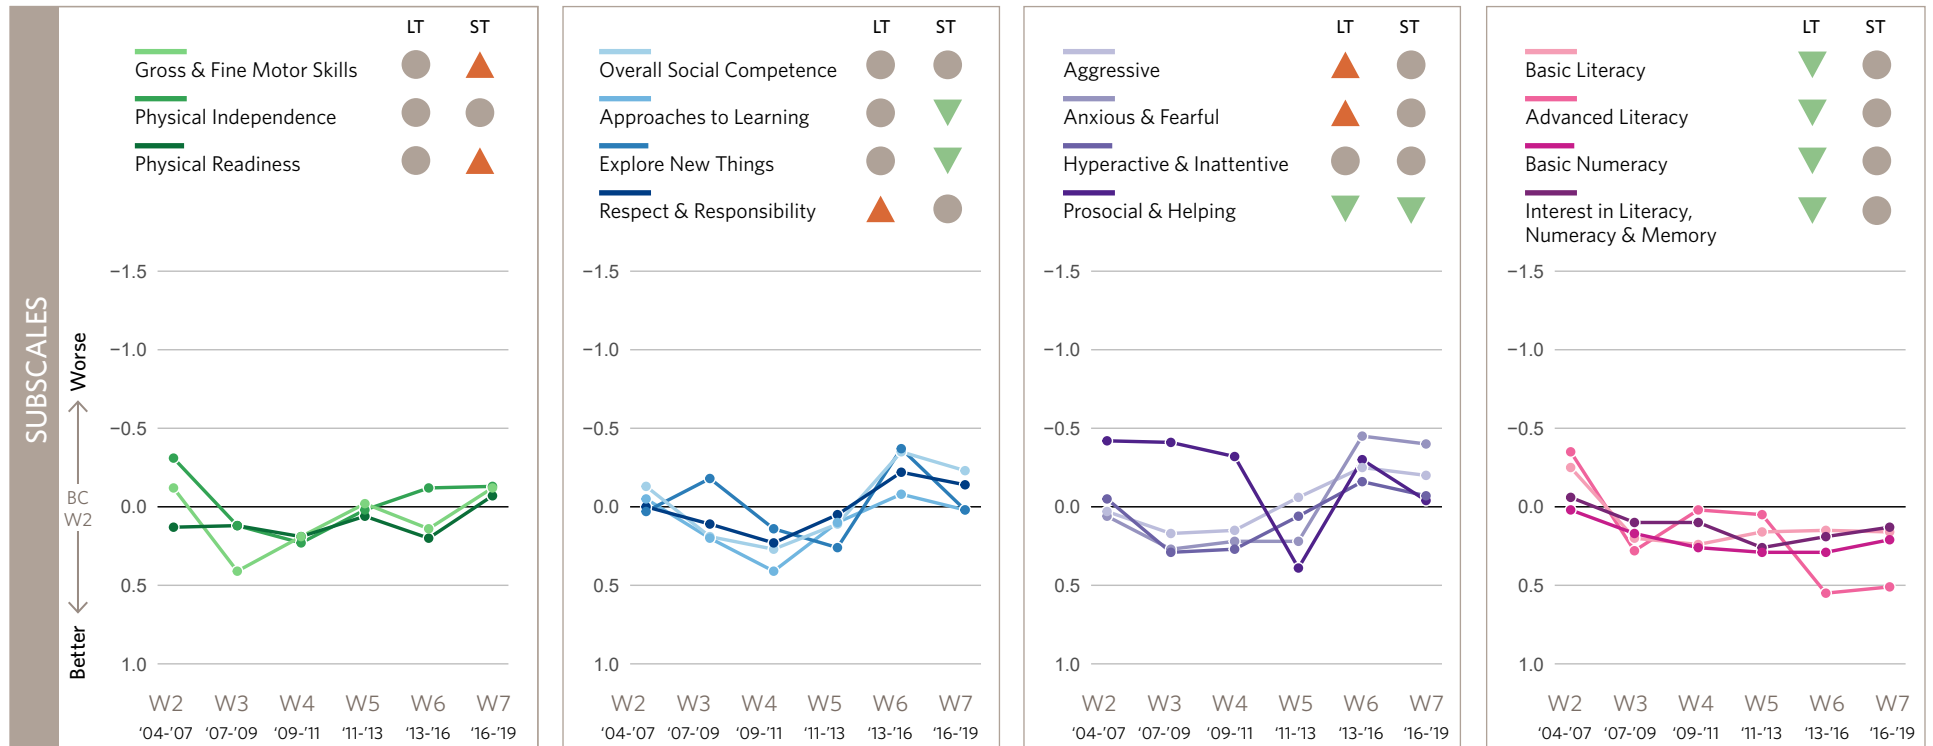 SUBSCALES
Worse
BC
W2
Better
LT ST
Gross & Fine Motor Skills
Physical Independence
Physical Readiness
−1.5
−1.0
−0.5
0.0
0.5
1.0
W2 W3 W4 W5 W6 W7
‘04-’07 ‘07-’09 ‘09-’11 ‘11-’13 ‘13-’16 ‘16-’19
LT ST
Overall Social Competence
Approaches to Learning
Explore New Things
Respect & Responsibility
−1.5
−1.0
−0.5
0.0
0.5
1.0
W2 W3 W4 W5 W6 W7
‘04-’07 ‘07-’09 ‘09-’11 ‘11-’13 ‘13-’16 ‘16-’19
LT ST
Aggressive
Anxious & Fearful
Hyperactive & Inattentive
Prosocial & Helping
−1.5
−1.0
−0.5
0.0
0.5
1.0
W2 W3 W4 W5 W6 W7
‘04-’07 ‘07-’09 ‘09-’11 ‘11-’13 ‘13-’16 ‘16-’19
LT ST
Basic Literacy
Advanced Literacy
Basic Numeracy
Interest in Literacy,
Numeracy & Memory
−1.5
−1.0
−0.5
0.0
0.5
1.0
W2 W3 W4 W5 W6 W7
‘04-’07 ‘07-’09 ‘09-’11 ‘11-’13 ‘13-’16 ‘16-’19